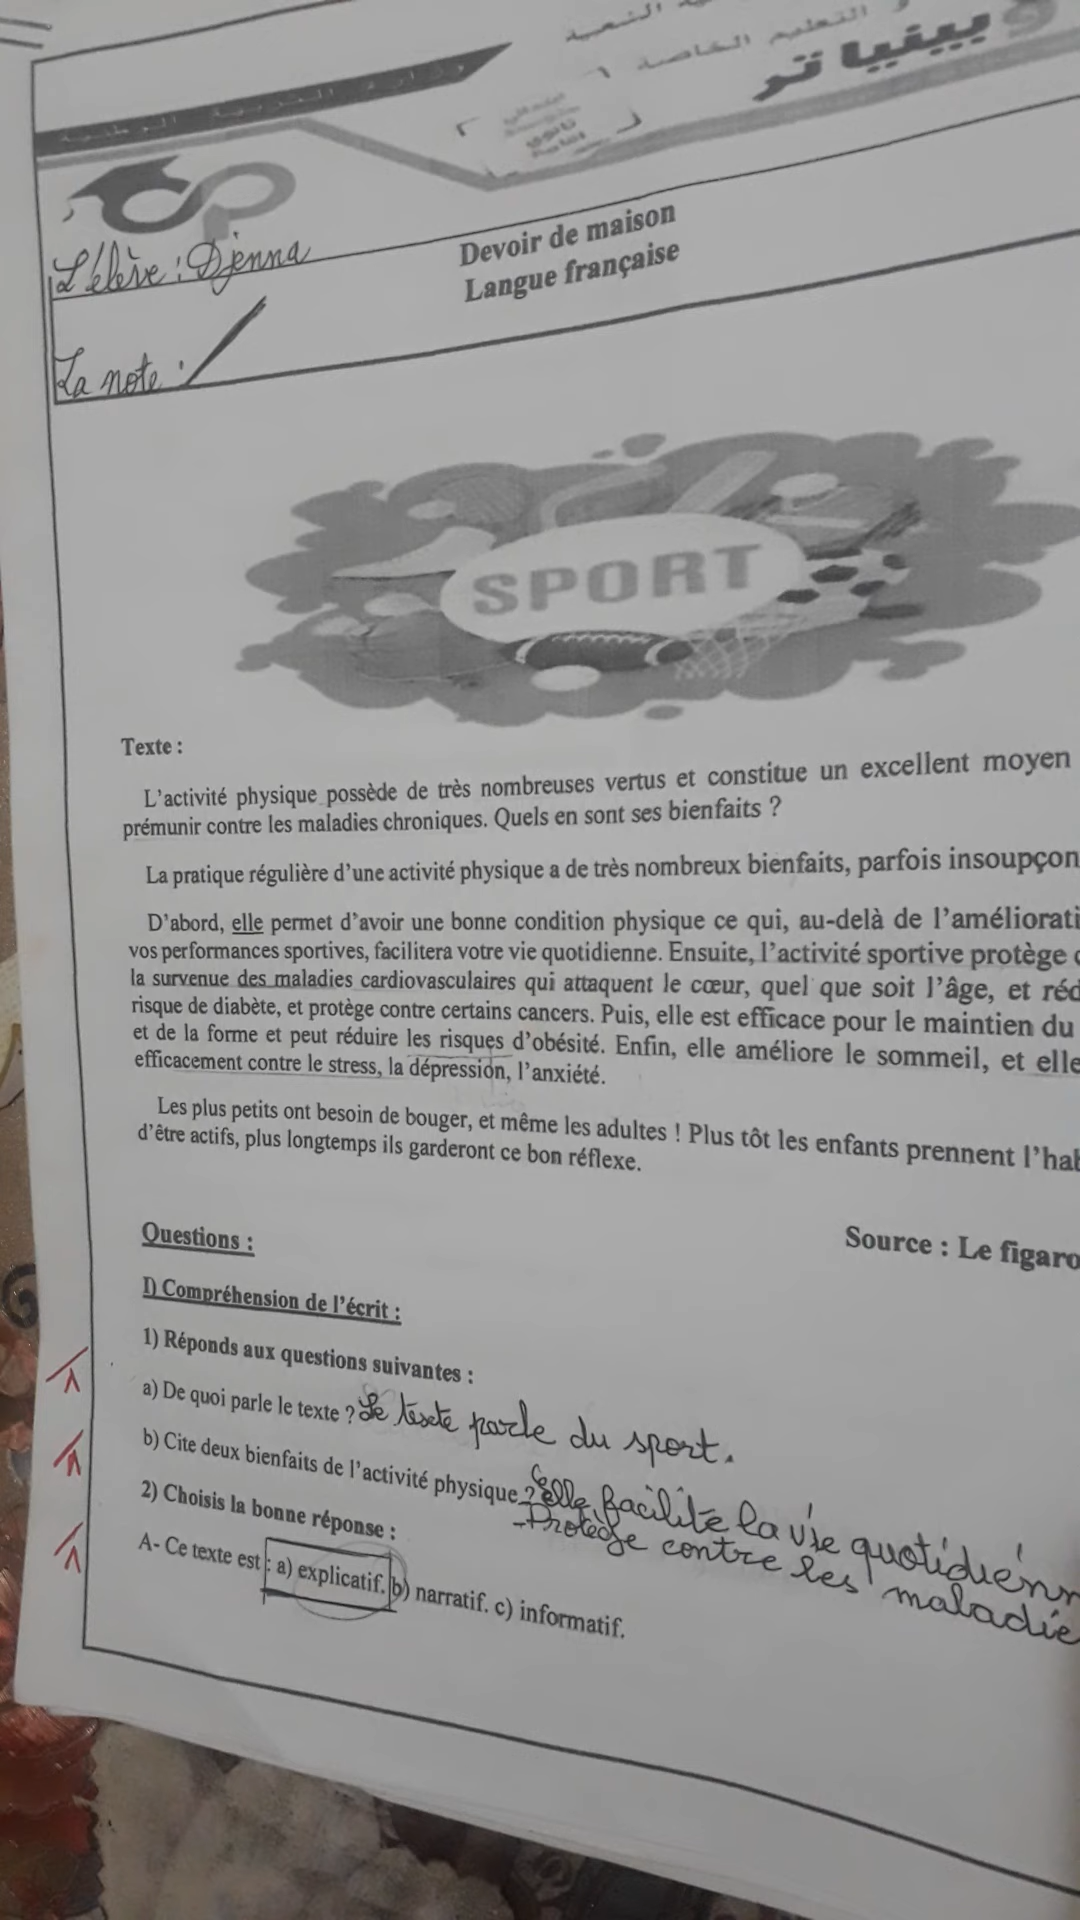 وزارة التربية الوطنية
التعليم الخاصة
L'élève : Djenna
Devoir de maison
Langue française
La note :
SPORT
Texte :
L'activité physique possède de très nombreuses vertus et constitue un excellent moyen
prémunir contre les maladies chroniques. Quels en sont ses bienfaits ?
La pratique régulière d'une activité physique a de très nombreux bienfaits, parfois insoupçon
D'abord, elle permet d'avoir une bonne condition physique ce qui, au-delà de l'améliorati
vos performances sportives, facilitera votre vie quotidienne. Ensuite, l'activité sportive protège
la survenue des maladies cardiovasculaires qui attaquent le cœur, quel que soit l'âge, et réd
risque de diabète, et protège contre certains cancers. Puis, elle est efficace pour le maintien du
et de la forme et peut réduire les risques d'obésité. Enfin, elle améliore le sommeil, et elle
efficacement contre le stress, la dépression, l'anxiété.
Les plus petits ont besoin de bouger, et même les adultes ! Plus tôt les enfants prennent l'hab
d'être actifs, plus longtemps ils garderont ce bon réflexe.
Source : Le figaro
Questions :
I) Compréhension de l'écrit :
1) Réponds aux questions suivantes :
a) De quoi parle le texte ? Le texte parle du sport.
b) Cite deux bienfaits de l'activité physique ? elle facilite la vie quotidienn
-Protège contre les maladie
2) Choisis la bonne réponse :
A- Ce texte est : a) explicatif. b) narratif. c) informatif.